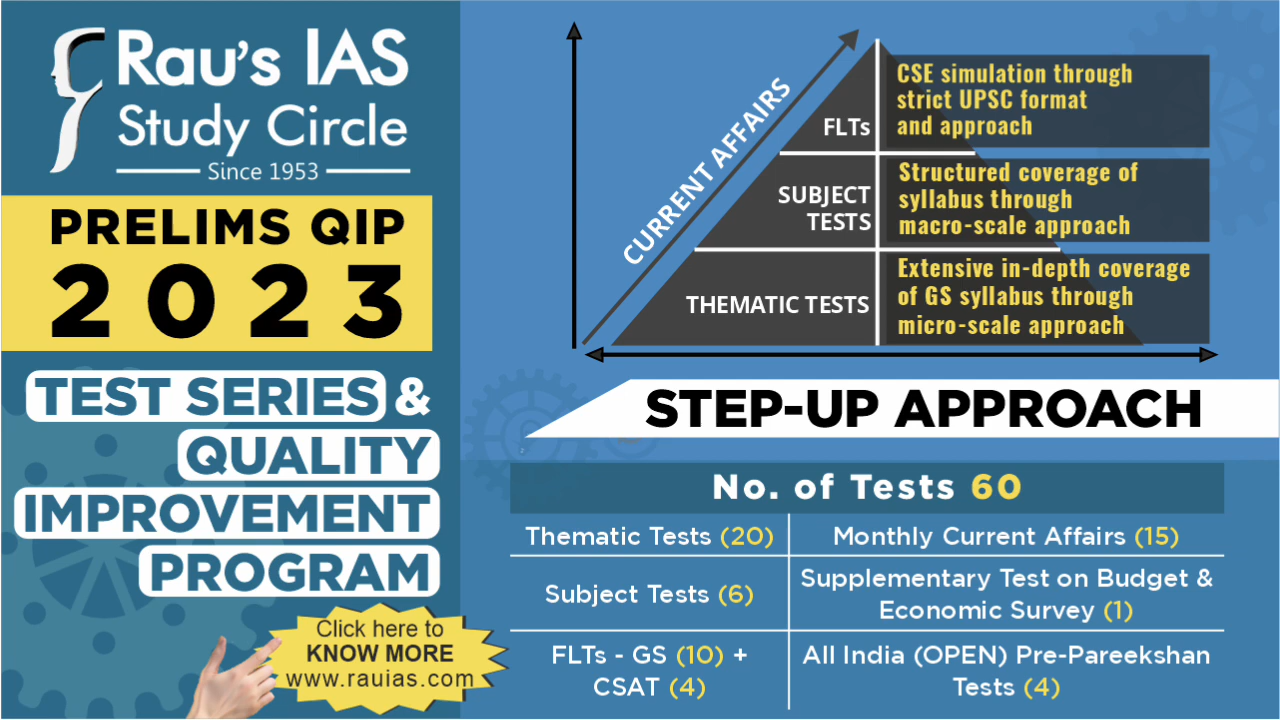 Rau's IAS
Study Circle
Since 1953
PRELIMS QIP
2023
TEST SERIES &
QUALITY
IMPROVEMENT
PROGRAM
Click here to
KNOW MORE
www.rauias.com
CURRENT AFFAIRS
FLTs
CSE simulation through
strict UPSC format
and approach
SUBJECT
TESTS
Structured coverage of
syllabus through
macro-scale approach
THEMATIC TESTS
Extensive in-depth coverage
of GS syllabus through
micro-scale approach
STEP-UP APPROACH
No. of Tests 60
Thematic Tests (20)
Monthly Current Affairs (15)
Subject Tests (6)
Supplementary Test on Budget &
Economic Survey (1)
FLTs - GS (10) +
CSAT (4)
All India (OPEN) Pre-Pareekshan
Tests (4)